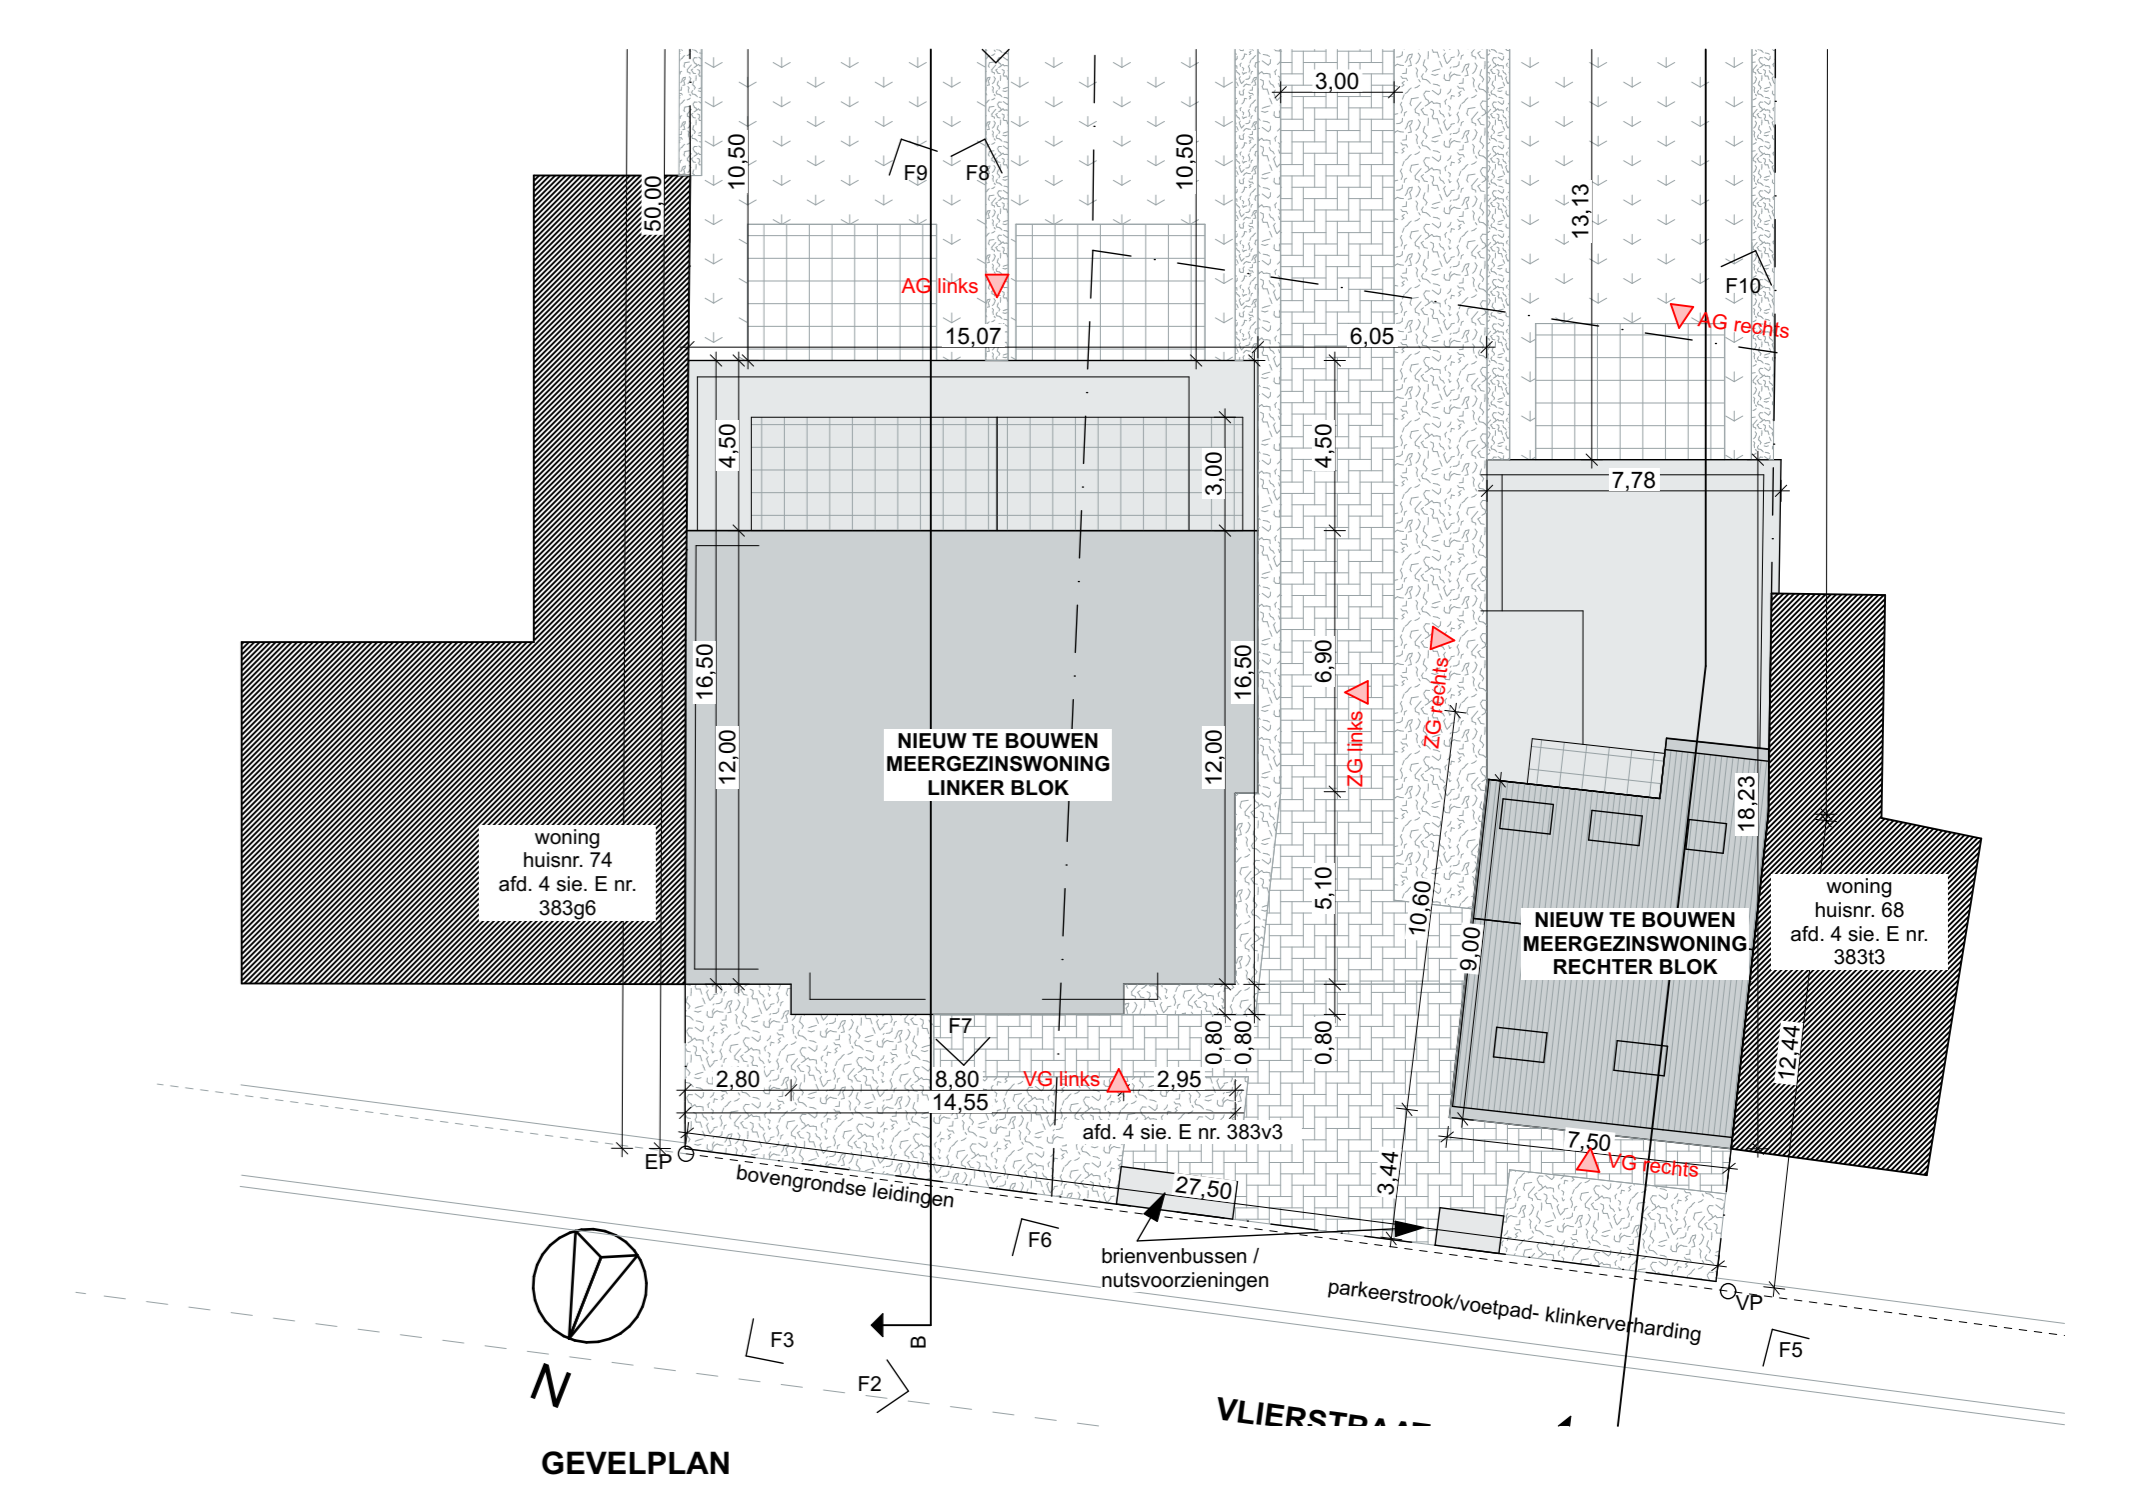 3,00
10,50
10,50
50,00
F9
F8
13,13
AG links
F10
AG rechts
15,07
6,05
4,50
3,00
4,50
7,78
16,50
16,50
6,90
ZG links
ZG rechts
12,00
12,00
NIEUW TE BOUWEN
MEERGEZINSWONING
LINKER BLOK
18,23
woning
huisnr. 74
afd. 4 sie. E nr.
383g6
5,10
10,60
9,00
NIEUW TE BOUWEN
MEERGEZINSWONING
RECHTER BLOK
woning
huisnr. 68
afd. 4 sie. E nr.
383t3
F7
0,80
0,80
0,80
12,44
2,80
8,80
VG links
2,95
14,55
afd. 4 sie. E nr. 383v3
7,50
VG rechts
EP
bovengrondse leidingen
27,50
3,44
F6
brienvenbussen /
nutsvoorzieningen
parkeerstrook/voetpad- klinkerverharding
VP
F3
B
F5
F2
N
VLIERSTRAAT
GEVELPLAN